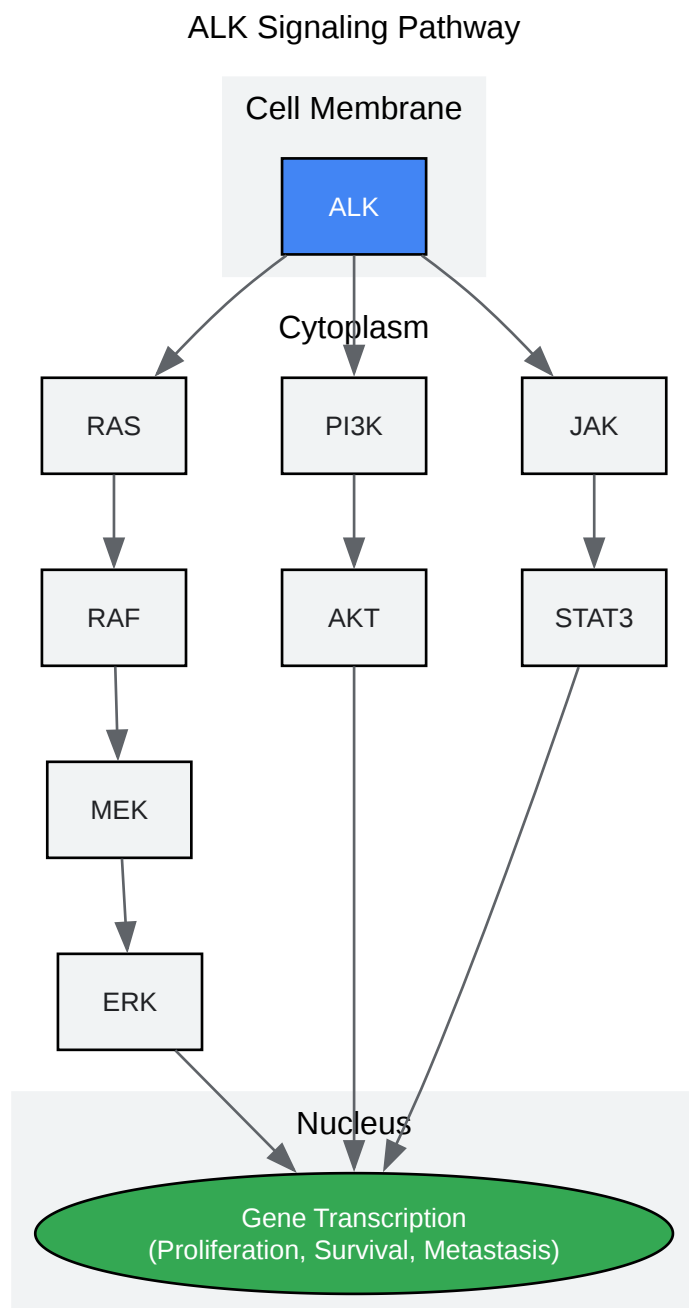 ALK Signaling Pathway
Cell Membrane
ALK
Cytoplasm
RAS
PI3K
JAK
RAF
AKT
STAT3
MEK
ERK
Nucleus
Gene Transcription
(Proliferation, Survival, Metastasis)